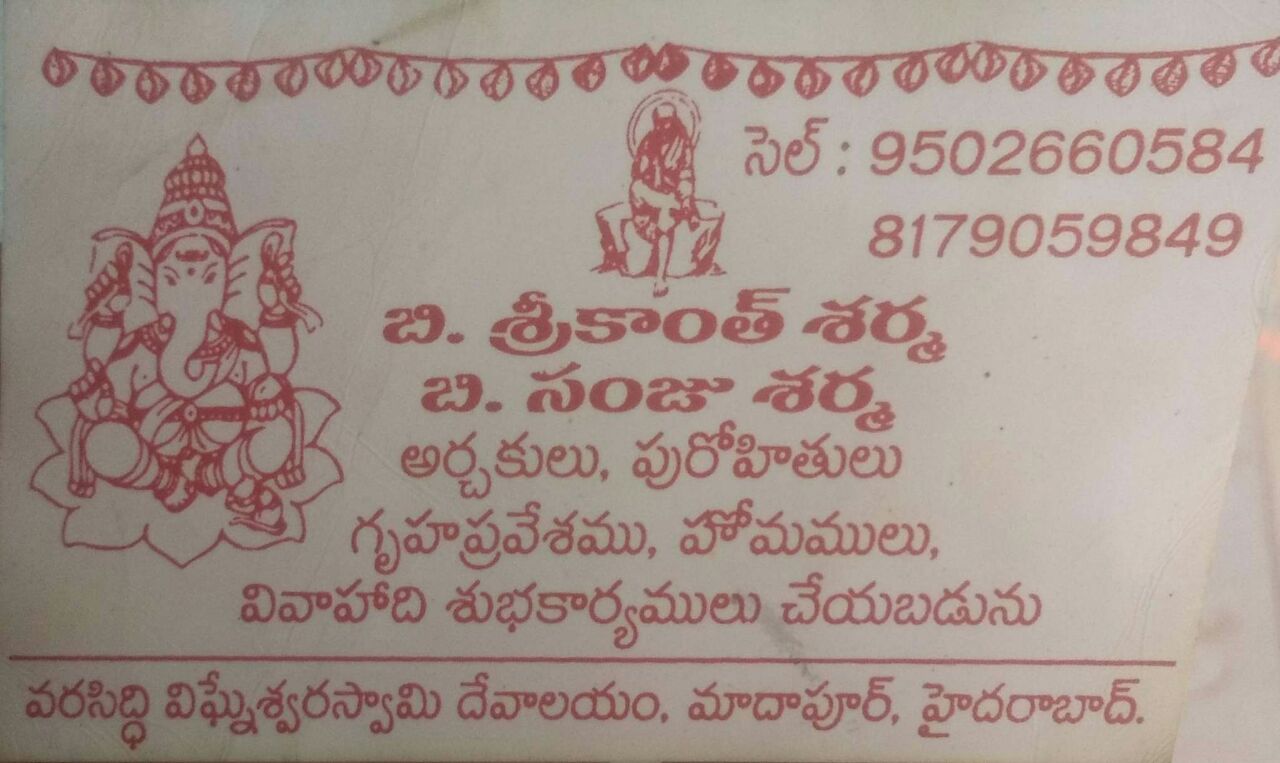 సెల్ : 9502660584
8179059849
బి. శ్రీకాంత్ శర్మ
బి. సంజు శర్మ
అర్చకులు, పురోహితులు
గృహప్రవేశము, హోమములు,
వివాహాది శుభకార్యములు చేయబడును
వరసిద్ధి విఘ్నేశ్వరస్వామి దేవాలయం, మాదాపూర్, హైదరాబాద్.